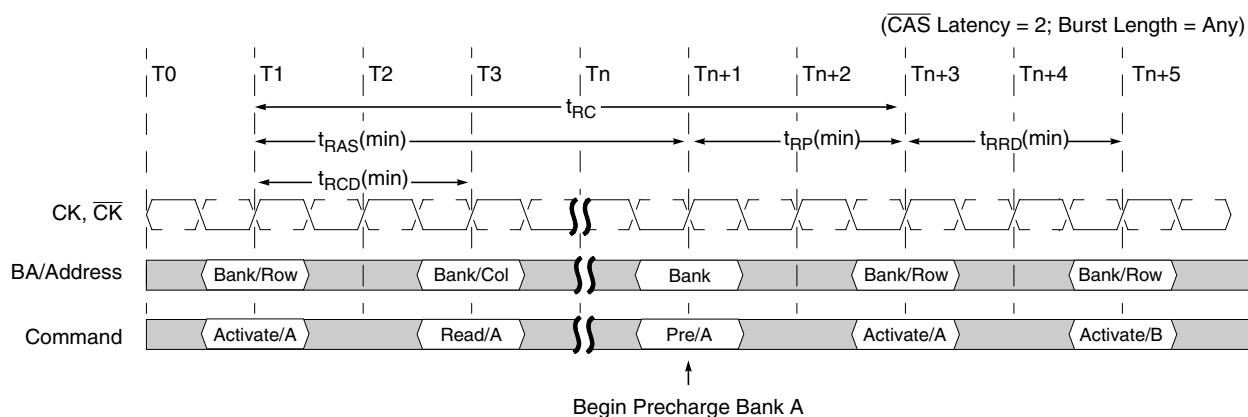 (CAS Latency = 2; Burst Length = Any)
T0 T1 T2 T3 Tn Tn+1 Tn+2 Tn+3 Tn+4 Tn+5
tRC
tRAS(min) tRP(min) tRRD(min)
tRCD(min)
CK, CK
BA/Address Bank/Row Bank/Col Bank Bank/Row Bank/Row
Command Activate/A Read/A Pre/A Activate/A Activate/B
Begin Precharge Bank A